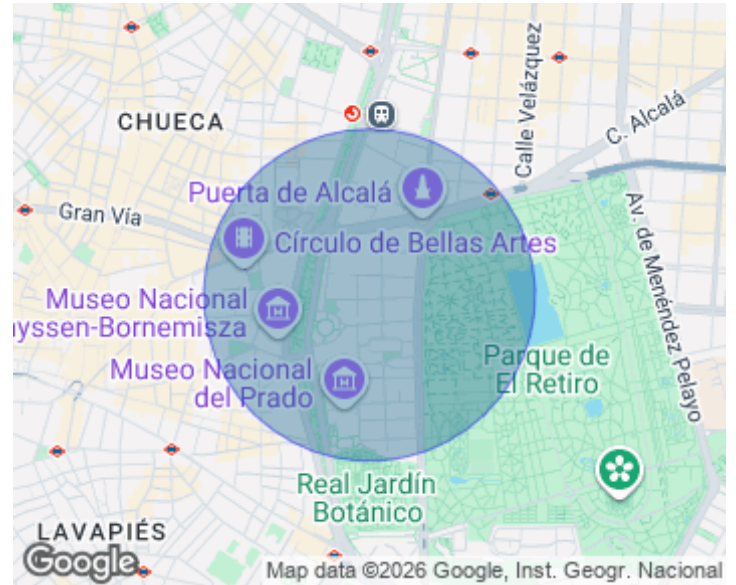 CHUECA
Calle Velázquez
C. Alcalá
Puerta de Alcalá
Gran Vía
Círculo de Bellas Artes
Av. de Menéndez Pelayo
Museo Nacional
yssen-Bornemisza
Museo Nacional
del Prado
Parque de
El Retiro
Real Jardín
Botánico
LAVAPIÉS
Google
Map data ©2026 Google, Inst. Geogr. Nacional